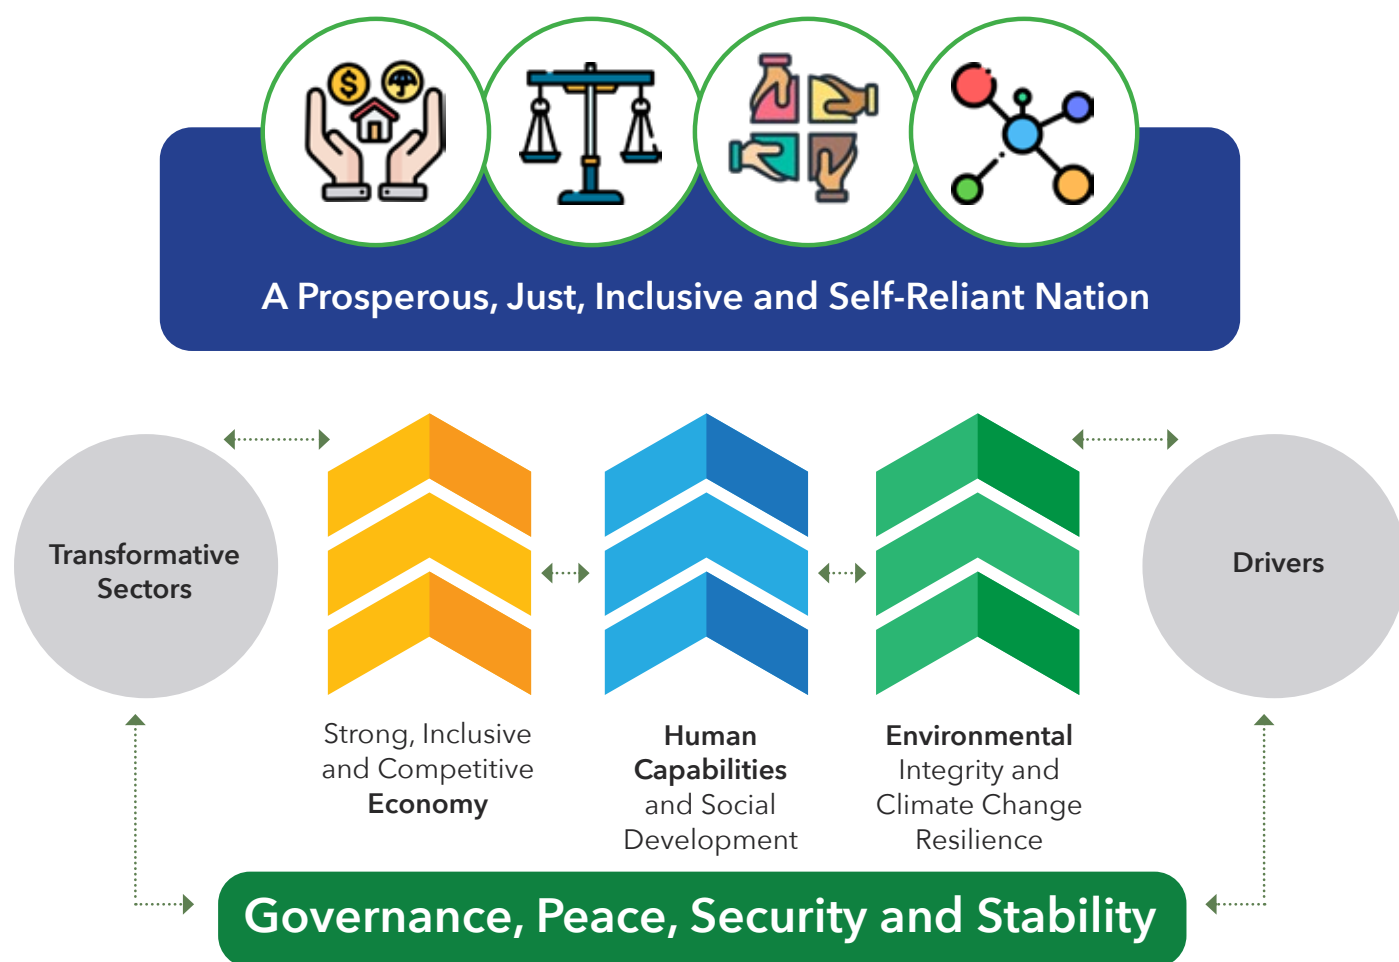 A Prosperous, Just, Inclusive and Self-Reliant Nation
Transformative
Sectors
Drivers
Strong, Inclusive
and Competitive
Economy
Human
Capabilities
and Social
Development
Environmental
Integrity and
Climate Change
Resilience
Governance, Peace, Security and Stability